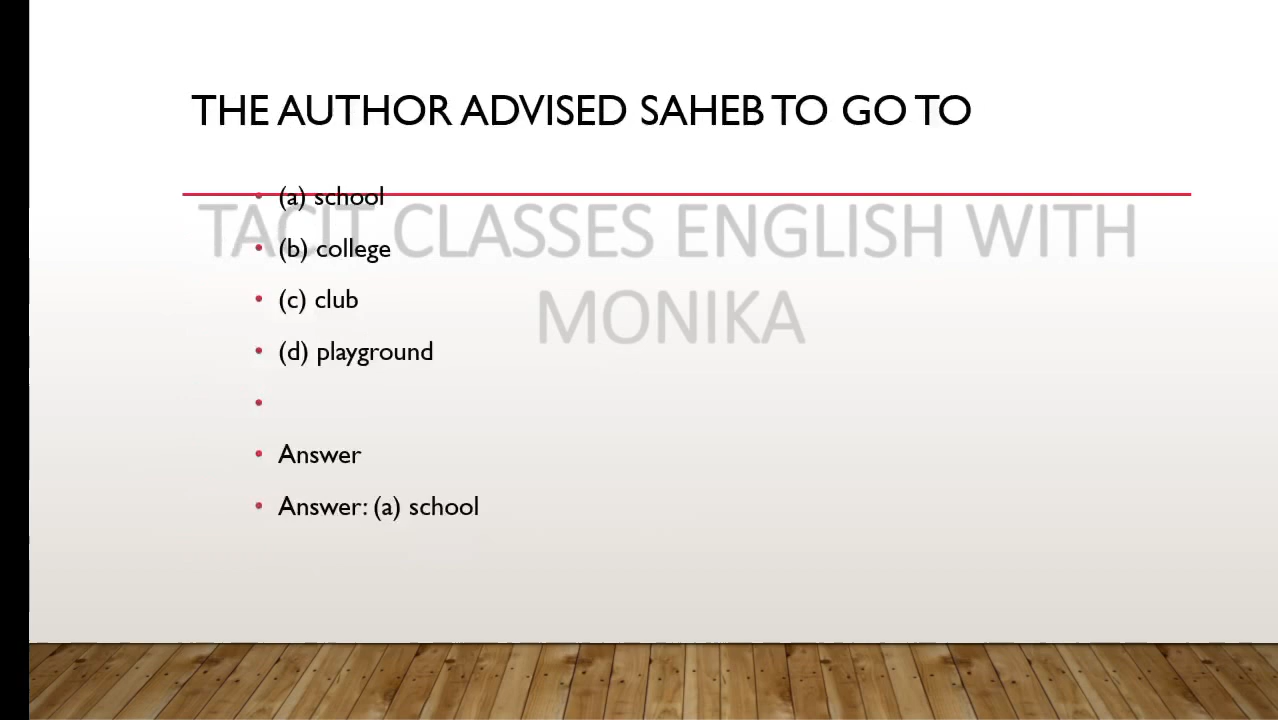 THE AUTHOR ADVISED SAHEB TO GO TO
• (a) school
TACIT CLASSES ENGLISH WITH
MONIKA
• (b) college
• (c) club
• (d) playground
•
• Answer
• Answer: (a) school